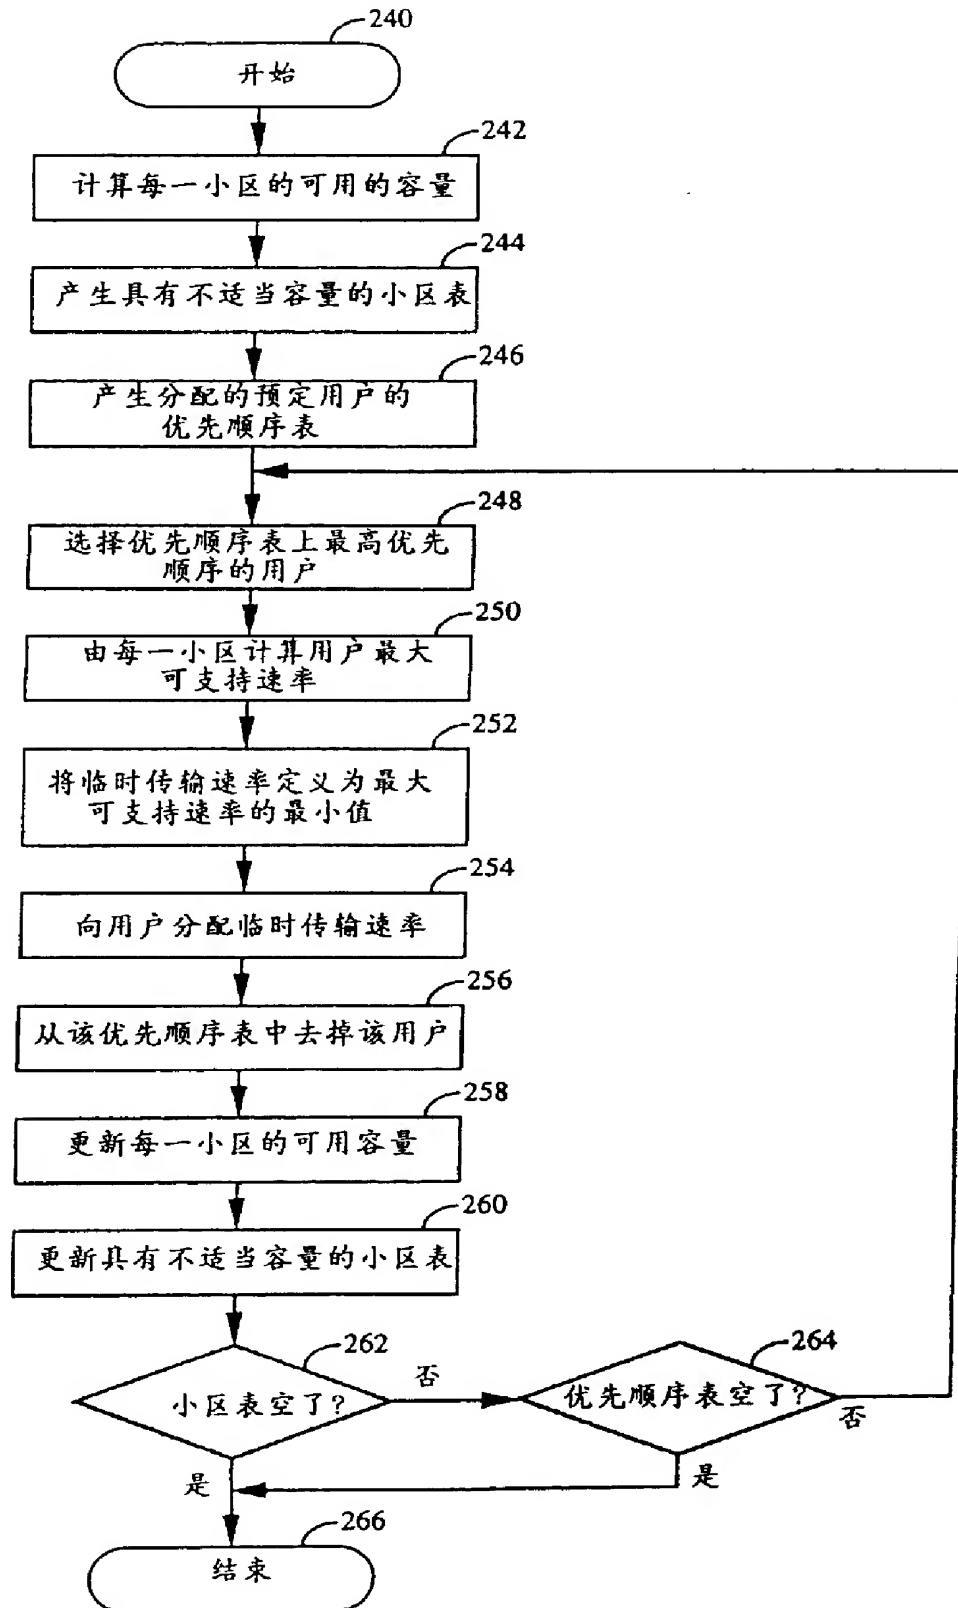 240
开始
242
计算每一小区的可用的容量
244
产生具有不适当容量的小区表
246
产生分配的预定用户的
优先顺序表
248
选择优先顺序表上最高优先
顺序的用户
250
由每一小区计算用户最大
可支持速率
252
将临时传输速率定义为最大
可支持速率的最小值
254
向用户分配临时传输速率
256
从该优先顺序表中去掉该用户
258
更新每一小区的可用容量
260
更新具有不适当容量的小区表
262
小区表空了?
否
264
优先顺序表空了?
否
是
是
266
结束